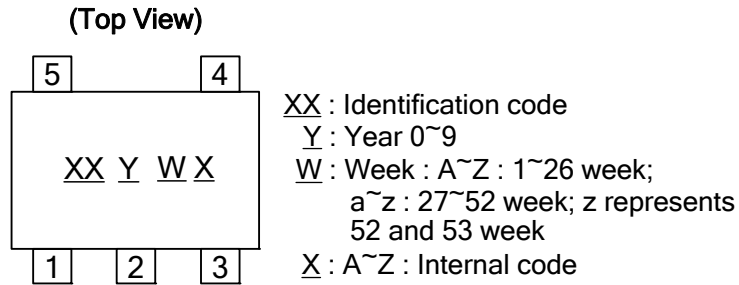 (Top View)
5 4
XX Y W X
1 2 3
XX : Identification code
Y : Year 0~9
W : Week : A~Z : 1~26 week;
a~z : 27~52 week; z represents
52 and 53 week
X : A~Z : Internal code